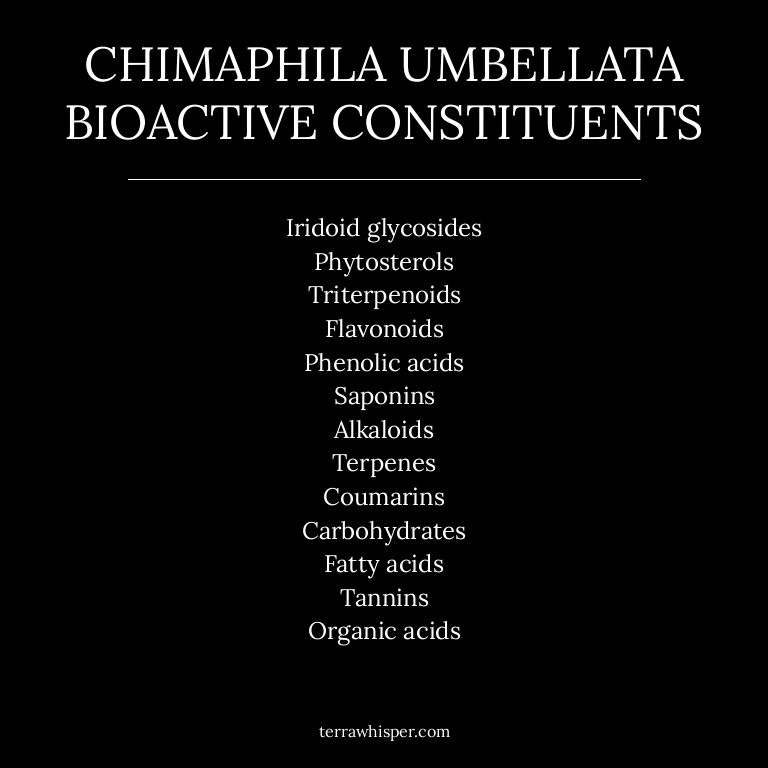 CHIMAPHILA UMBELLATA
BIOACTIVE CONSTITUENTS
Iridoid glycosides
Phytosterols
Triterpenoids
Flavonoids
Phenolic acids
Saponins
Alkaloids
Terpenes
Coumarins
Carbohydrates
Fatty acids
Tannins
Organic acids
terrawhisper.com